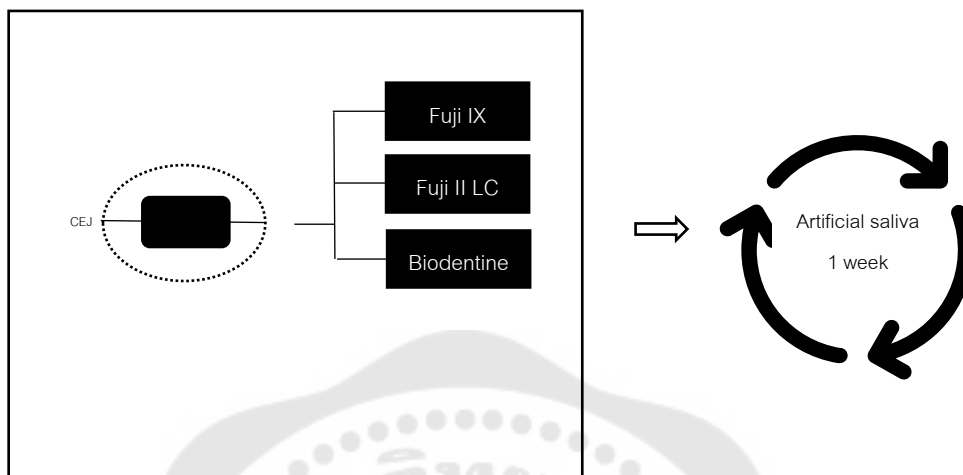 Fuji IX
Fuji II LC
CEJ
Biodentine
Artificial saliva
1 week